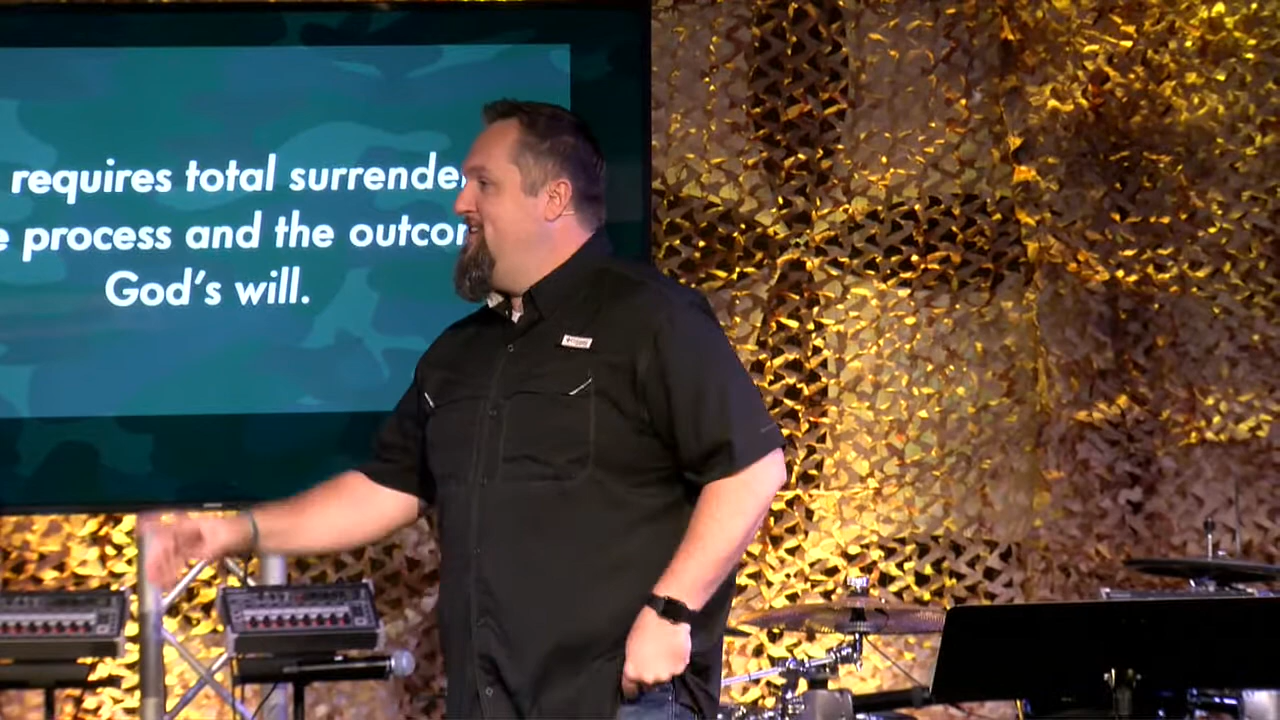 requires total surrende
process and the outco
God's will.